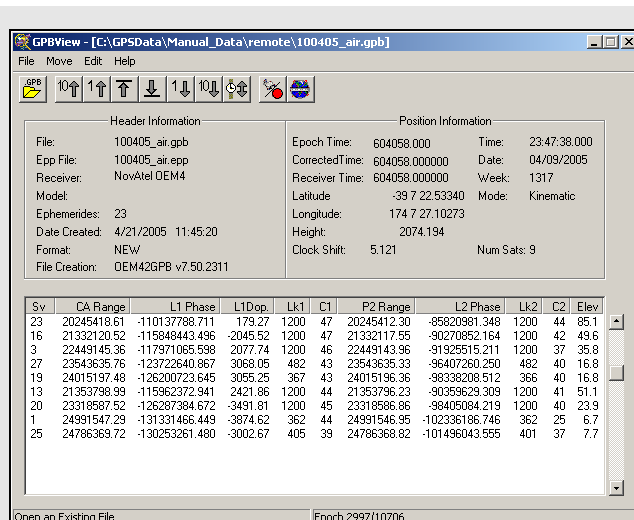 GPBView - [C:\GPSData\Manual_Data\remote\100405_air.gpb]
File Move Edit Help
.GPB 10 1 1 10
Header Information
File: 100405_air.gpb
Epp File: 100405_air.epp
Receiver: NovAtel OEM4
Model:
Ephemerides: 23
Date Created: 4/21/2005 11:45:20
Format: NEW
File Creation: OEM42GPB v7.50.2311
Position Information
Epoch Time: 604058.000 Time: 23:47:38.000
CorrectedTime: 604058.000000 Date: 04/09/2005
Receiver Time: 604058.000000 Week: 1317
Latitude -39 7 22.53340 Mode: Kinematic
Longitude: 174 7 27.10273
Height: 2074.194
Clock Shift: 5.121 Num Sats: 9
Sv CA Range L1 Phase L1Dop. Lk1 C1 P2 Range L2 Phase Lk2 C2 Elev
23 20245418.61 -110137788.711 179.27 1200 47 20245412.30 -85820981.348 1200 44 85.1
16 21332120.52 -115848443.496 -2045.52 1200 47 21332117.55 -90270852.164 1200 42 49.6
3 22449145.36 -117971065.598 2077.74 1200 46 22449143.96 -91925515.211 1200 37 35.8
27 23543635.76 -123722640.867 3068.05 482 43 23543635.33 -96407260.250 482 40 16.8
19 24015197.48 -126200723.645 3055.25 367 43 24015196.36 -98338208.512 366 40 16.8
13 21353798.99 -115962372.941 2421.86 1200 44 21353796.23 -90359629.309 1200 41 51.1
20 23318587.52 -126287384.672 -3491.81 1200 45 23318586.86 -98405084.219 1200 40 23.9
1 24991547.29 -131331466.449 -3874.62 362 44 24991546.95 -102336186.746 362 25 6.7
25 24786369.72 -130253261.480 -3002.67 405 39 24786368.82 -101496043.555 401 37 7.7
Open an Existing File Epoch 2997/10706